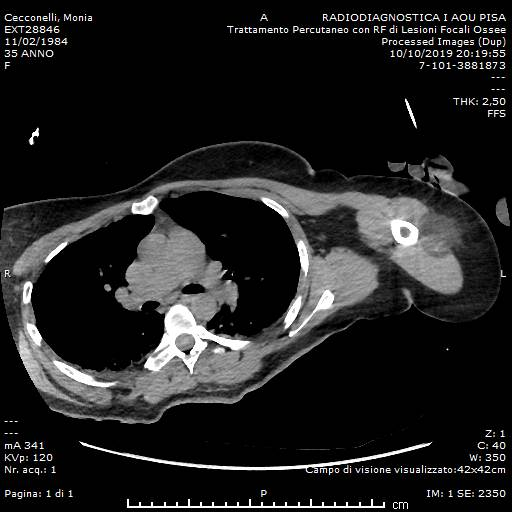 Cecconelli, Monia
EXT28846
11/02/1984
35 ANNO
F
A
RADIODIAGNOSTICA I AOU PISA
Trattamento Percutaneo con RF di Lesioni Focali Ossee
Processed Images (Dup)
10/10/2019 20:19:55
7-101-3881873
---
---
THK: 2,50
FFS
R
L
---
---
mA 341
KVp: 120
Nr. acq.: 1
Pagina: 1 di 1
P
Z: 1
C: 40
W: 350
Campo di visione visualizzato:42x42cm
IM: 1 SE: 2350
cm